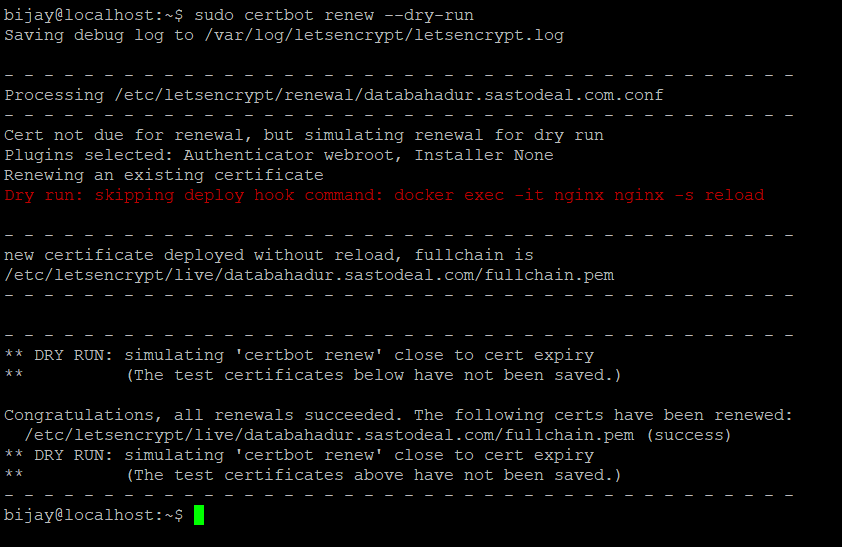 bijay@localhost:~$ sudo certbot renew --dry-run
Saving debug log to /var/log/letsencrypt/letsencrypt.log
- - - - - - - - - - - - - - - - - - - - - - - - - - - - - - - - - - - - - - - -
Processing /etc/letsencrypt/renewal/databahadur.sastodeal.com.conf
- - - - - - - - - - - - - - - - - - - - - - - - - - - - - - - - - - - - - - - -
Cert not due for renewal, but simulating renewal for dry run
Plugins selected: Authenticator webroot, Installer None
Renewing an existing certificate
Dry run: skipping deploy hook command: docker exec -it nginx nginx -s reload
- - - - - - - - - - - - - - - - - - - - - - - - - - - - - - - - - - - - - - - -
new certificate deployed without reload, fullchain is
/etc/letsencrypt/live/databahadur.sastodeal.com/fullchain.pem
- - - - - - - - - - - - - - - - - - - - - - - - - - - - - - - - - - - - - - - -
- - - - - - - - - - - - - - - - - - - - - - - - - - - - - - - - - - - - - - - -
** DRY RUN: simulating 'certbot renew' close to cert expiry
**          (The test certificates below have not been saved.)
Congratulations, all renewals succeeded. The following certs have been renewed:
  /etc/letsencrypt/live/databahadur.sastodeal.com/fullchain.pem (success)
** DRY RUN: simulating 'certbot renew' close to cert expiry
**          (The test certificates above have not been saved.)
- - - - - - - - - - - - - - - - - - - - - - - - - - - - - - - - - - - - - - - -
bijay@localhost:~$